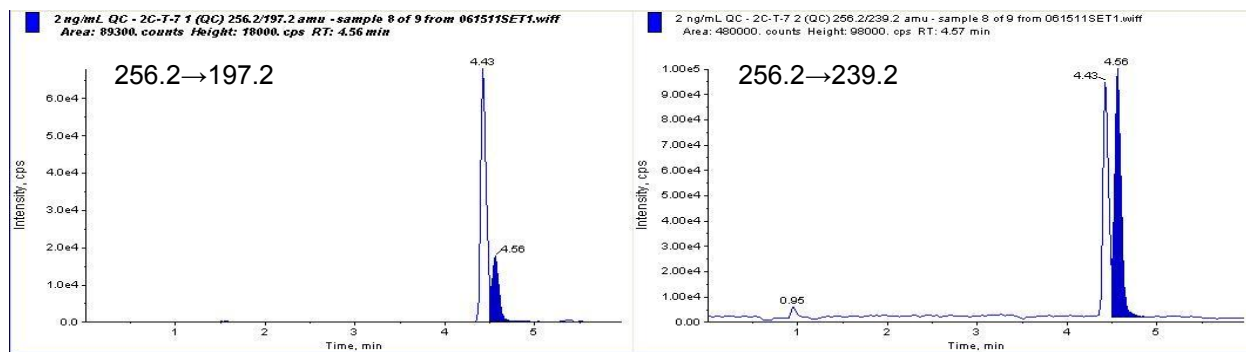 2 ng/mL QC - 2C-T-7 1 (QC) 256.2/197.2 amu - sample 8 of 9 from 061511SET1.wiff
Area: 89300. counts Height: 18000. cps RT: 4.56 min
256.2→197.2
4.43
4.56
6.0e4
5.0e4
4.0e4
3.0e4
2.0e4
1.0e4
0.0
Intensity, cps
1 2 3 4 5
Time, min
2 ng/mL QC - 2C-T-7 2 (QC) 256.2/239.2 amu - sample 8 of 9 from 061511SET1.wiff
Area: 480000. counts Height: 98000. cps RT: 4.57 min
256.2→239.2
4.56
4.43
0.95
1.00e5
9.00e4
8.00e4
7.00e4
6.00e4
5.00e4
4.00e4
3.00e4
2.00e4
1.00e4
0.00
Intensity, cps
1 2 3 4 5
Time, min